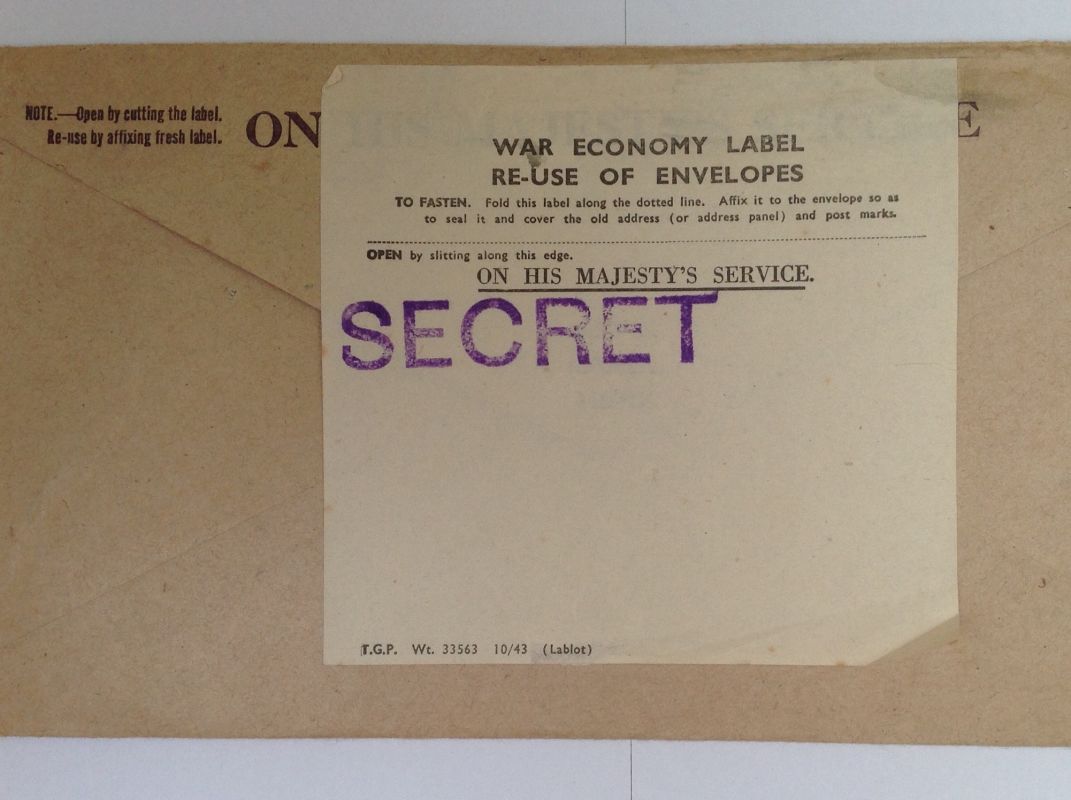 NOTE.—Open by cutting the label.
Re-use by affixing fresh label.
ON
E
WAR ECONOMY LABEL
RE-USE OF ENVELOPES
TO FASTEN. Fold this label along the dotted line. Affix it to the envelope so as
to seal it and cover the old address (or address panel) and post marks.
OPEN by slitting along this edge.
ON HIS MAJESTY'S SERVICE.
SECRET
T.G.P. Wt. 33563 10/43 (Lablot)